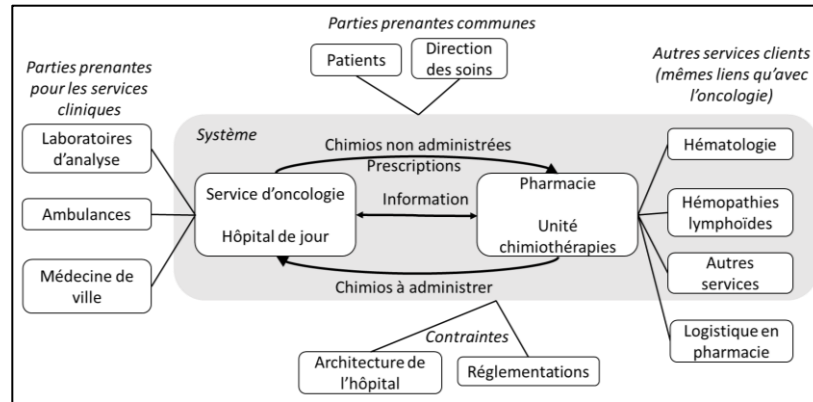 Parties prenantes communes
Patients
Direction
des soins
Parties prenantes
pour les services
cliniques
Laboratoires
d'analyse
Ambulances
Médecine de
ville
Système
Chimios non administrées
Prescriptions
Service d'oncologie
Hôpital de jour
Information
Pharmacie
Unité
chimiothérapies
Chimios à administrer
Autres services clients
(mêmes liens qu'avec
l'oncologie)
Hématologie
Hémopathies
lymphoïdes
Autres
services
Logistique en
pharmacie
Contraintes
Architecture de
l'hôpital
Réglementations